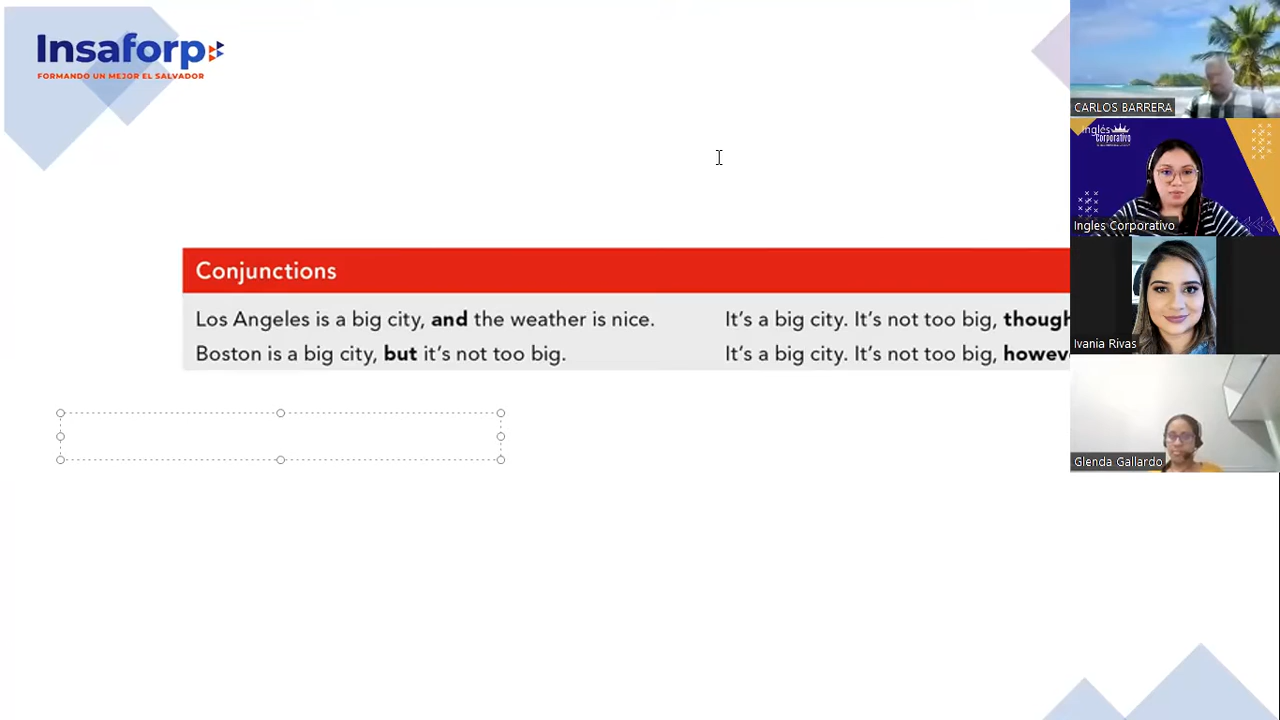 Insaforp
FORMANDO UN MEJOR EL SALVADOR
Conjunctions
Los Angeles is a big city, and the weather is nice.
It's a big city. It's not too big, though
Boston is a big city, but it's not too big.
It's a big city. It's not too big, howev
CARLOS BARRERA
Inglés
Corporativo
Ingles Corporativo
Ivania Rivas
Glenda Gallardo